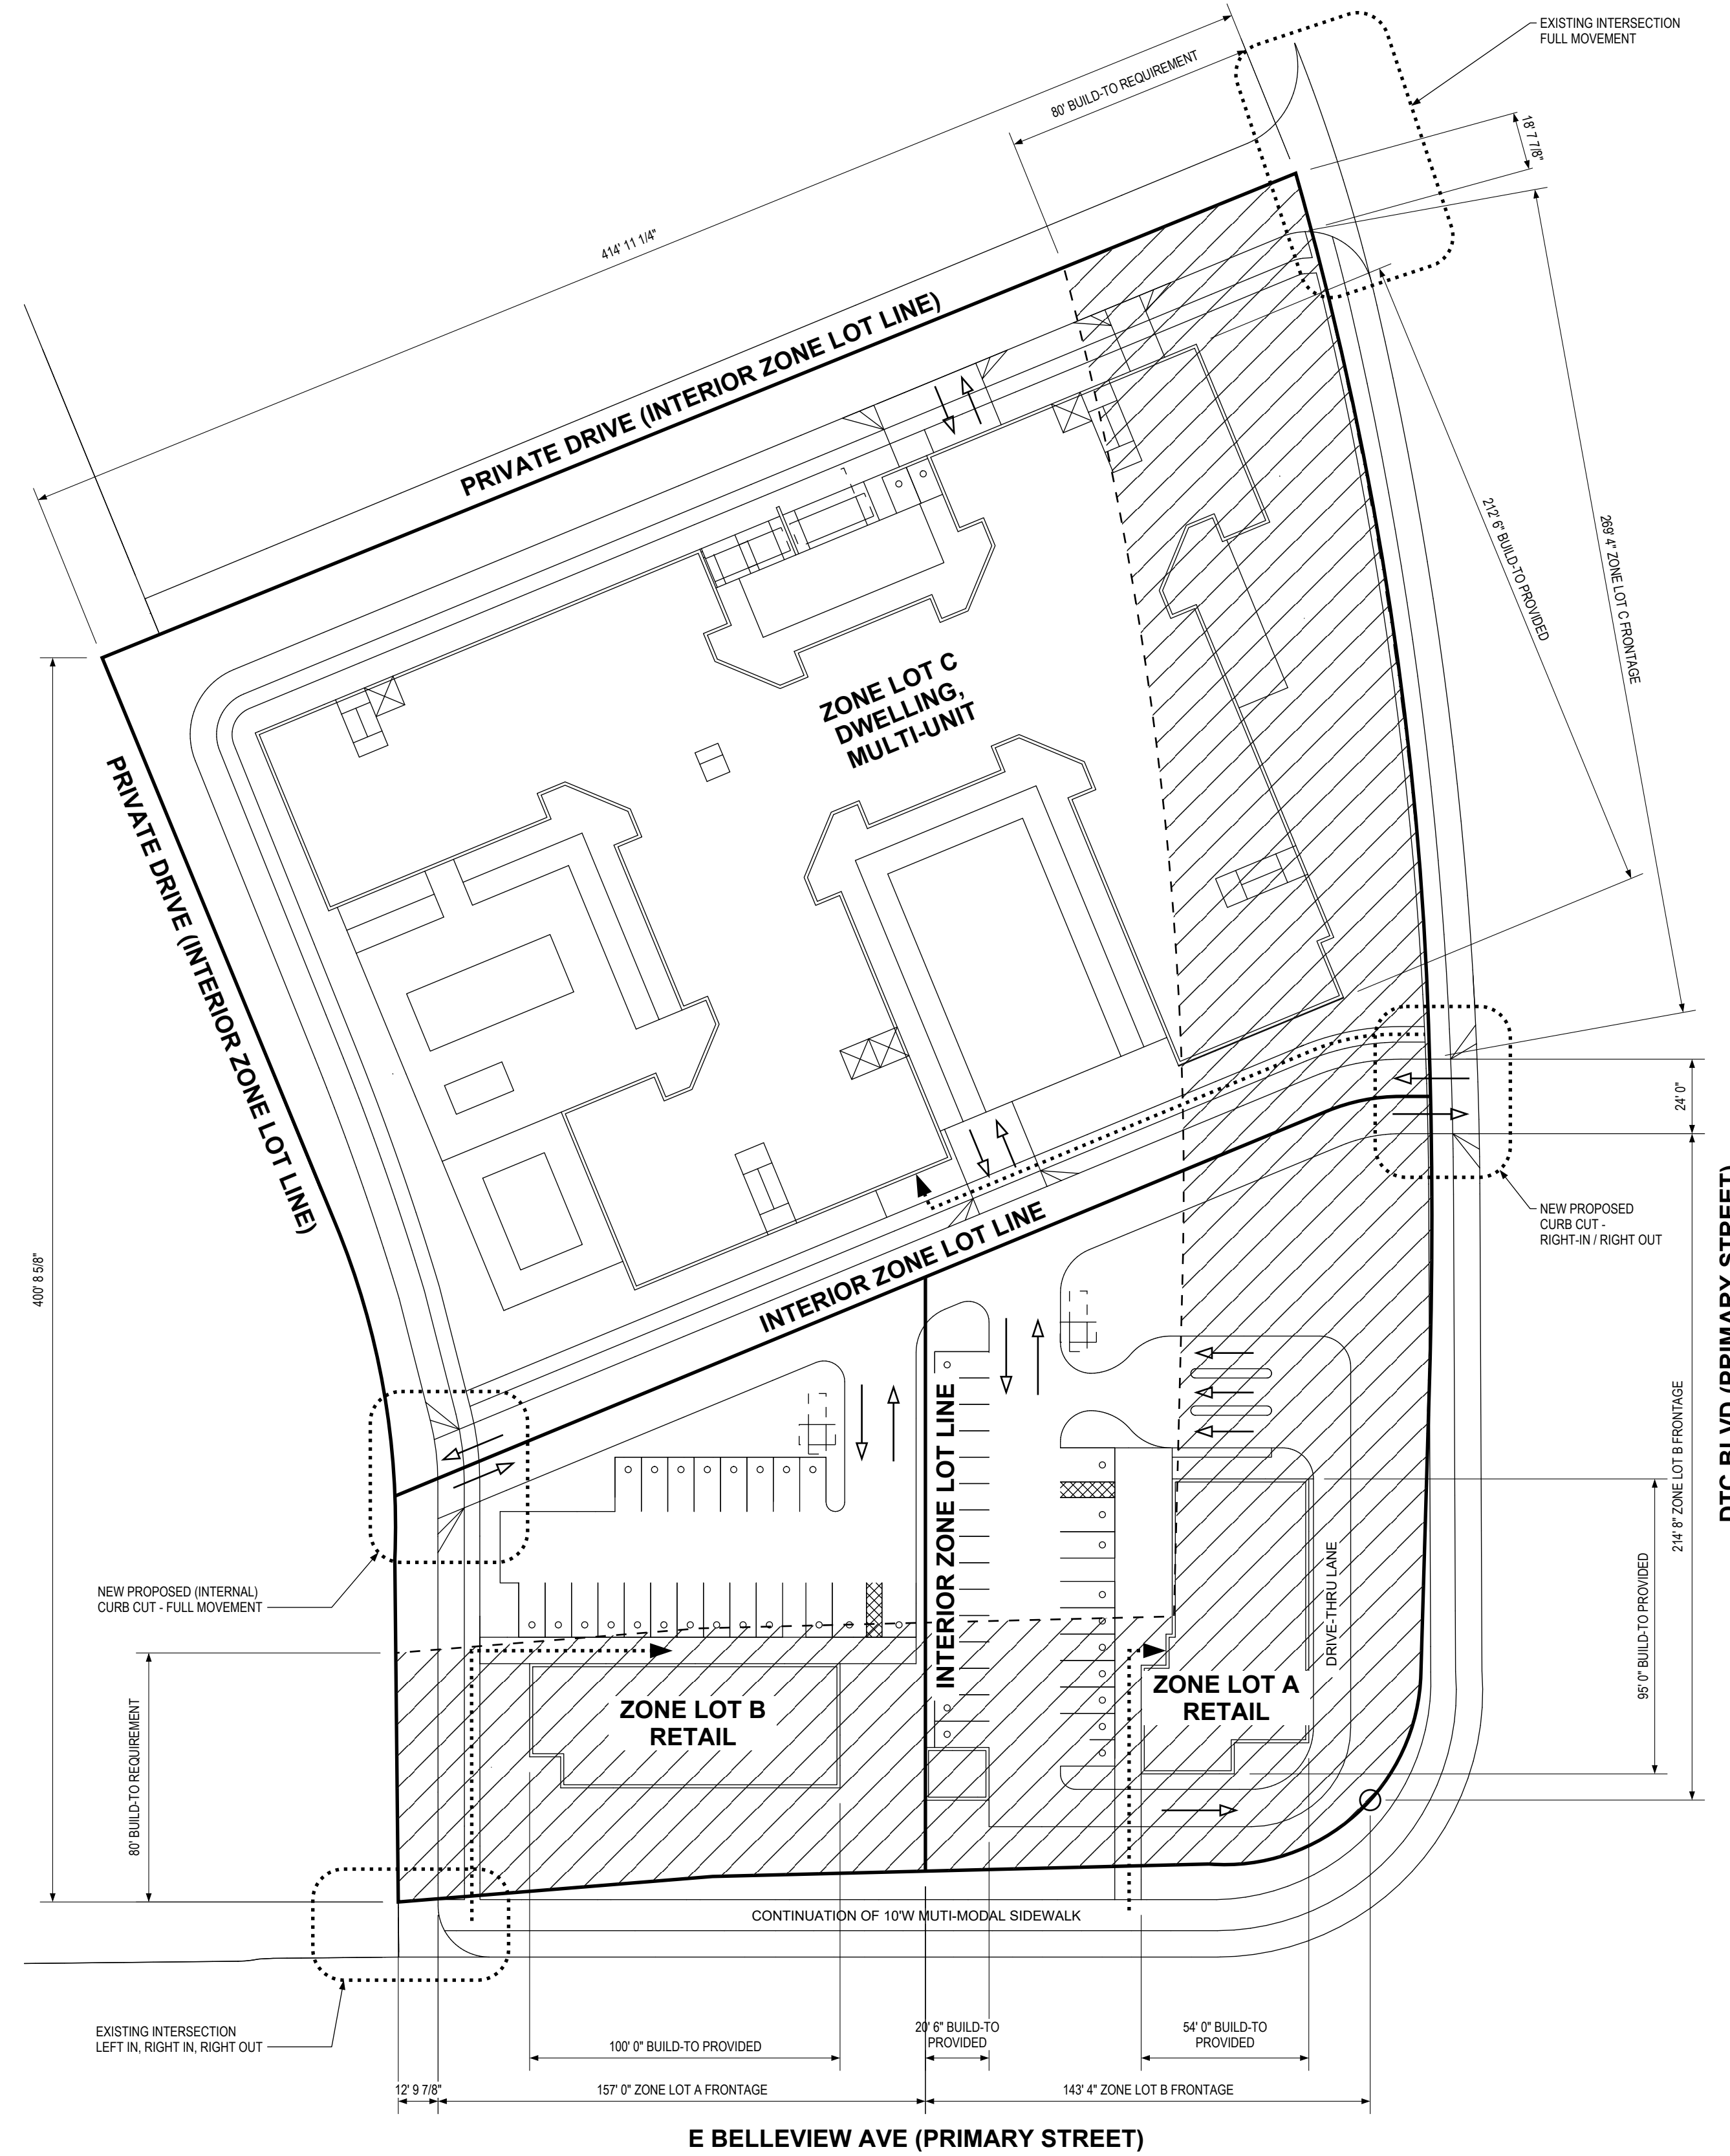 EXISTING INTERSECTION
FULL MOVEMENT
80' BUILD-TO REQUIREMENT
18' 7 7/8"
414' 11 1/4"
PRIVATE DRIVE (INTERIOR ZONE LOT LINE)
212' 6" BUILD-TO PROVIDED
269' 4" ZONE LOT C FRONTAGE
ZONE LOT C
DWELLING,
MULTI-UNIT
PRIVATE DRIVE (INTERIOR ZONE LOT LINE)
24' 0"
NEW PROPOSED
CURB CUT -
RIGHT-IN / RIGHT OUT
DTC BLVD (PRIMARY STREET)
400' 8 5/8"
INTERIOR ZONE LOT LINE
INTERIOR ZONE LOT LINE
214' 8" ZONE LOT B FRONTAGE
95' 0" BUILD-TO PROVIDED
DRIVE-THRU LANE
NEW PROPOSED (INTERNAL)
CURB CUT - FULL MOVEMENT
80' BUILD-TO REQUIREMENT
ZONE LOT B
RETAIL
ZONE LOT A
RETAIL
CONTINUATION OF 10'W MUTI-MODAL SIDEWALK
EXISTING INTERSECTION
LEFT IN, RIGHT IN, RIGHT OUT
100' 0" BUILD-TO PROVIDED
20' 6" BUILD-TO
PROVIDED
54' 0" BUILD-TO
PROVIDED
12' 9 7/8"
157' 0" ZONE LOT A FRONTAGE
143' 4" ZONE LOT B FRONTAGE
E BELLEVIEW AVE (PRIMARY STREET)